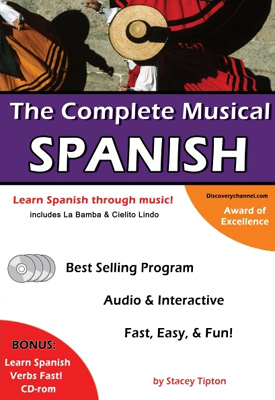 The Complete Musical
SPANISH
Learn Spanish through music!
includes La Bamba & Cielito Lindo
Discoverychannel.com
Award of
Excellence
Best Selling Program
Audio & Interactive
Fast, Easy, & Fun!
BONUS:
Learn Spanish
Verbs Fast!
CD-rom
by Stacey Tipton